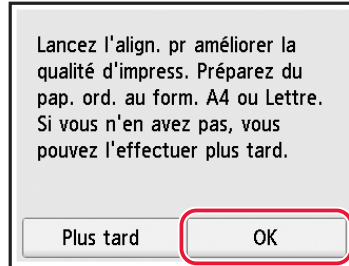 Lancez l'align. pr améliorer la
qualité d'impress. Préparez du
pap. ord. au form. A4 ou Lettre.
Si vous n'en avez pas, vous
pouvez l'effectuer plus tard.
Plus tard
OK